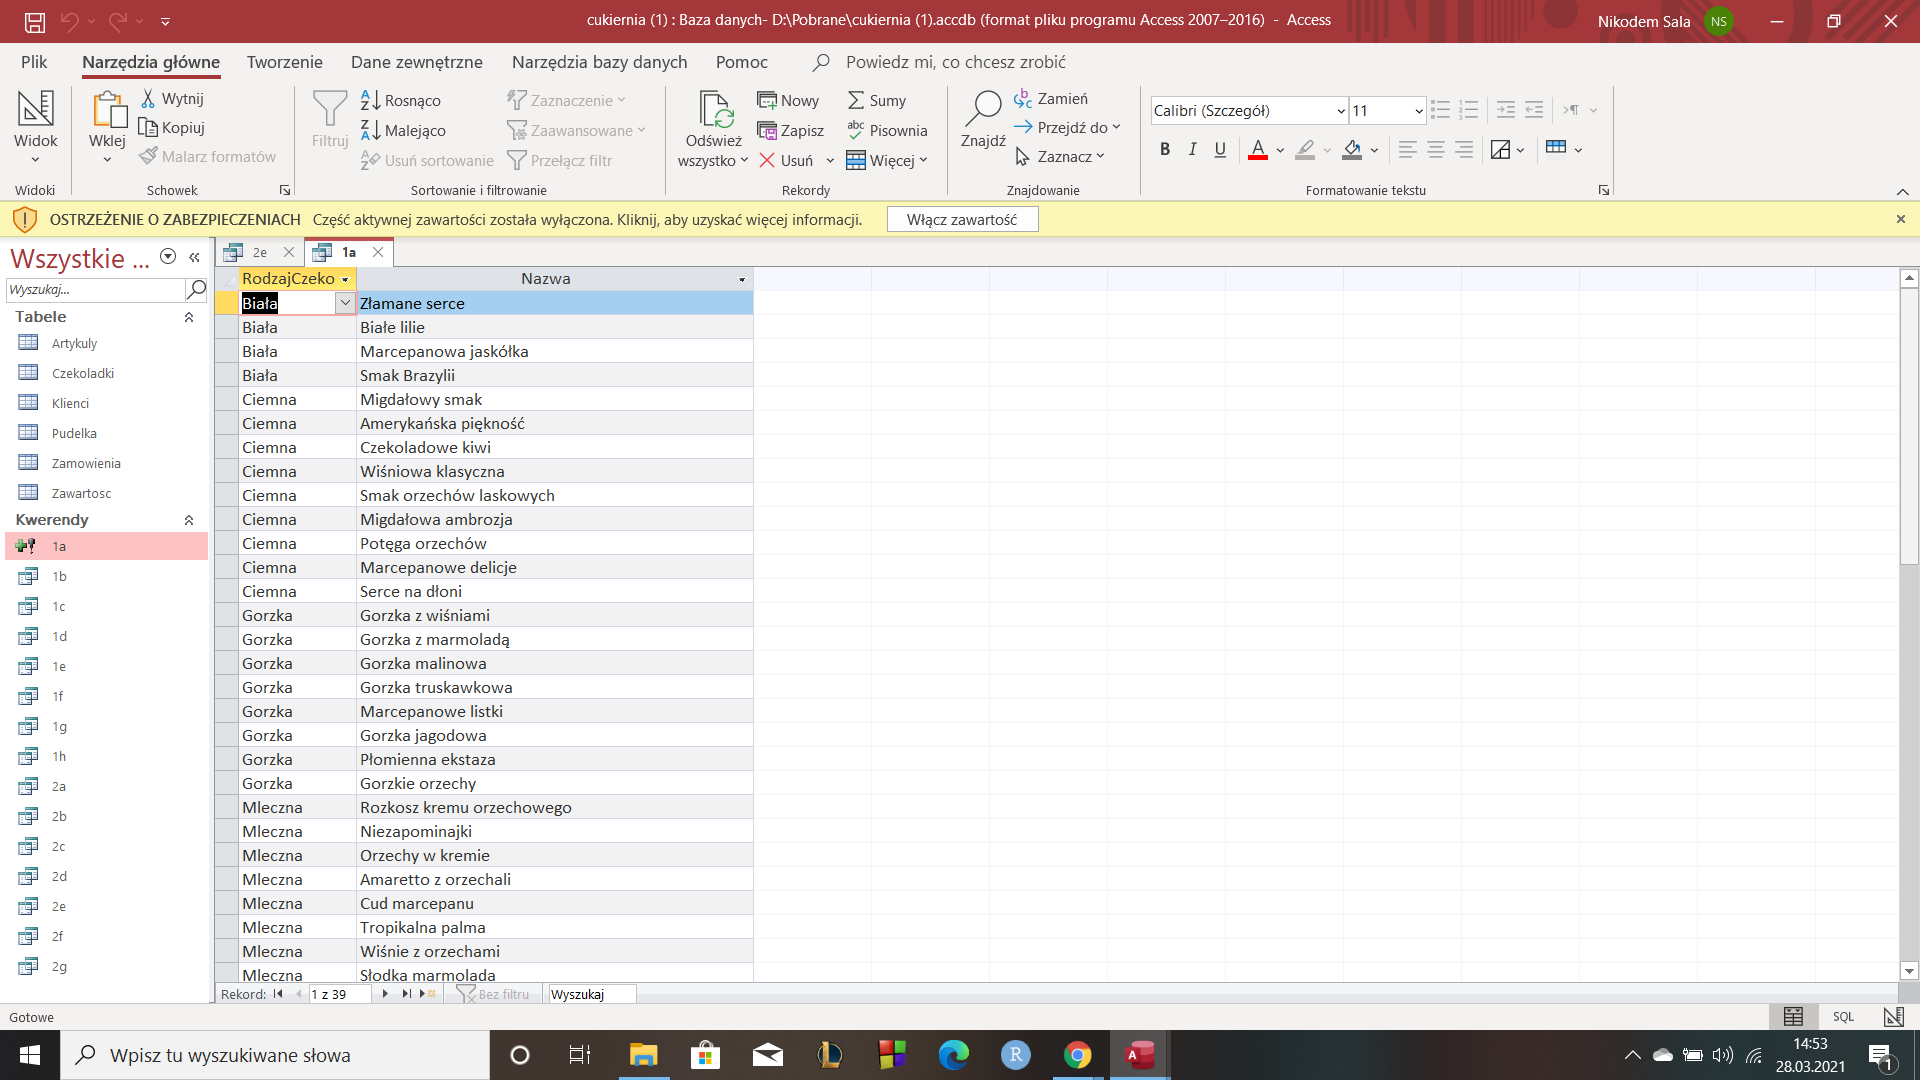 cukiernia (1) : Baza danych- D:\Pobrane\cukiernia (1).accdb (format pliku programu Access 2007–2016)  -  Access
Nikodem Sala NS
Plik Narzędzia główne Tworzenie Dane zewnętrzne Narzędzia bazy danych Pomoc Powiedz mi, co chcesz zrobić
Widok
Widoki
Wklej
Wytnij
Kopiuj
Malarz formatów
Schowek
Filtruj
Rosnąco
Malejąco
Usuń sortowanie
Zaznaczenie
Zaawansowane
Przełącz filtr
Sortowanie i filtrowanie
Odśwież
wszystko
Nowy
Zapisz
Usuń
Sumy
Pisownia
Więcej
Rekordy
Znajdź
Zamień
Przejdź do
Zaznacz
Znajdowanie
Calibri (Szczegół) 11
B I U A
Formatowanie tekstu
OSTRZEŻENIE O ZABEZPIECZENIACH Część aktywnej zawartości została wyłączona. Kliknij, aby uzyskać więcej informacji. Włącz zawartość
Wszystkie ...
Wyszukaj...
Tabele
Artykuly
Czekoladki
Klienci
Pudelka
Zamowienia
Zawartosc
Kwerendy
1a
1b
1c
1d
1e
1f
1g
1h
2a
2b
2c
2d
2e
2f
2g
2e 1a
RodzajCzeko Nazwa
Biała Złamane serce
Biała Białe lilie
Biała Marcepanowa jaskółka
Biała Smak Brazylii
Ciemna Migdałowy smak
Ciemna Amerykańska piękność
Ciemna Czekoladowe kiwi
Ciemna Wiśniowa klasyczna
Ciemna Smak orzechów laskowych
Ciemna Migdałowa ambrozja
Ciemna Potęga orzechów
Ciemna Marcepanowe delicje
Ciemna Serce na dłoni
Gorzka Gorzka z wiśniami
Gorzka Gorzka z marmoladą
Gorzka Gorzka malinowa
Gorzka Gorzka truskawkowa
Gorzka Marcepanowe listki
Gorzka Gorzka jagodowa
Gorzka Płomienna ekstaza
Gorzka Gorzkie orzechy
Mleczna Rozkosz kremu orzechowego
Mleczna Niezapominajki
Mleczna Orzechy w kremie
Mleczna Amaretto z orzechali
Mleczna Cud marcepanu
Mleczna Tropikalna palma
Mleczna Wiśnie z orzechami
Mleczna Słodka marmolada
Rekord: 1 z 39 Bez filtru Wyszukaj
Gotowe SQL
Wpisz tu wyszukiwane słowa
14:53
28.03.2021
1